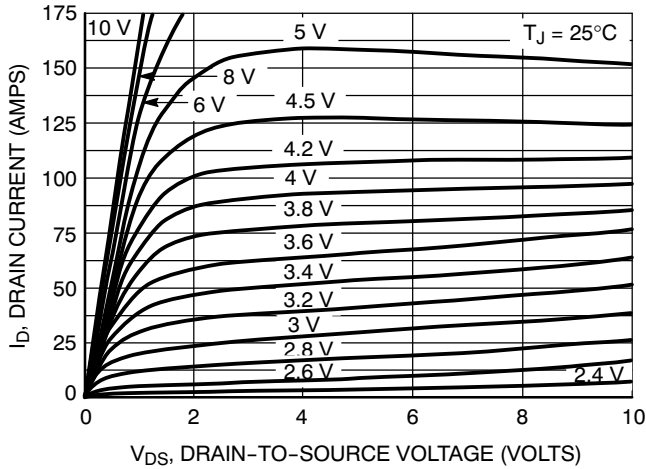 175
150
125
100
75
50
25
0
I_D, DRAIN CURRENT (AMPS)
10 V
8 V
6 V
5 V
T_J = 25°C
4.5 V
4.2 V
4 V
3.8 V
3.6 V
3.4 V
3.2 V
3 V
2.8 V
2.6 V
2.4 V
0 2 4 6 8 10
V_DS, DRAIN−TO−SOURCE VOLTAGE (VOLTS)